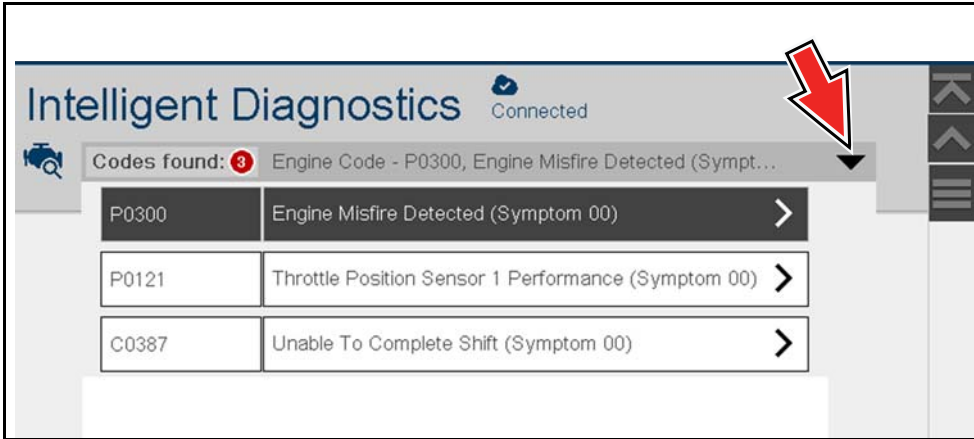 Intelligent Diagnostics Connected
Codes found: 3 Engine Code - P0300, Engine Misfire Detected (Sympt...
P0300 Engine Misfire Detected (Symptom 00)
P0121 Throttle Position Sensor 1 Performance (Symptom 00)
C0387 Unable To Complete Shift (Symptom 00)